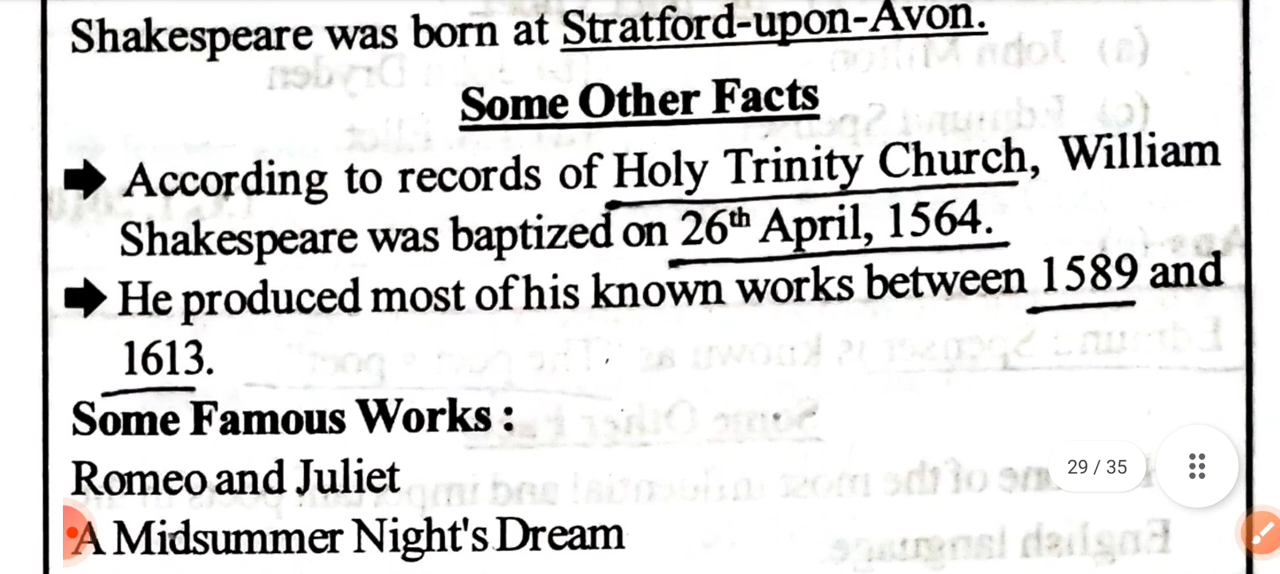 Shakespeare was born at Stratford-upon-Avon.
Some Other Facts
➡ According to records of Holy Trinity Church, William
Shakespeare was baptized on 26th April, 1564.
➡ He produced most of his known works between 1589 and
1613.
Some Famous Works :
Romeo and Juliet
29 / 35
A Midsummer Night's Dream